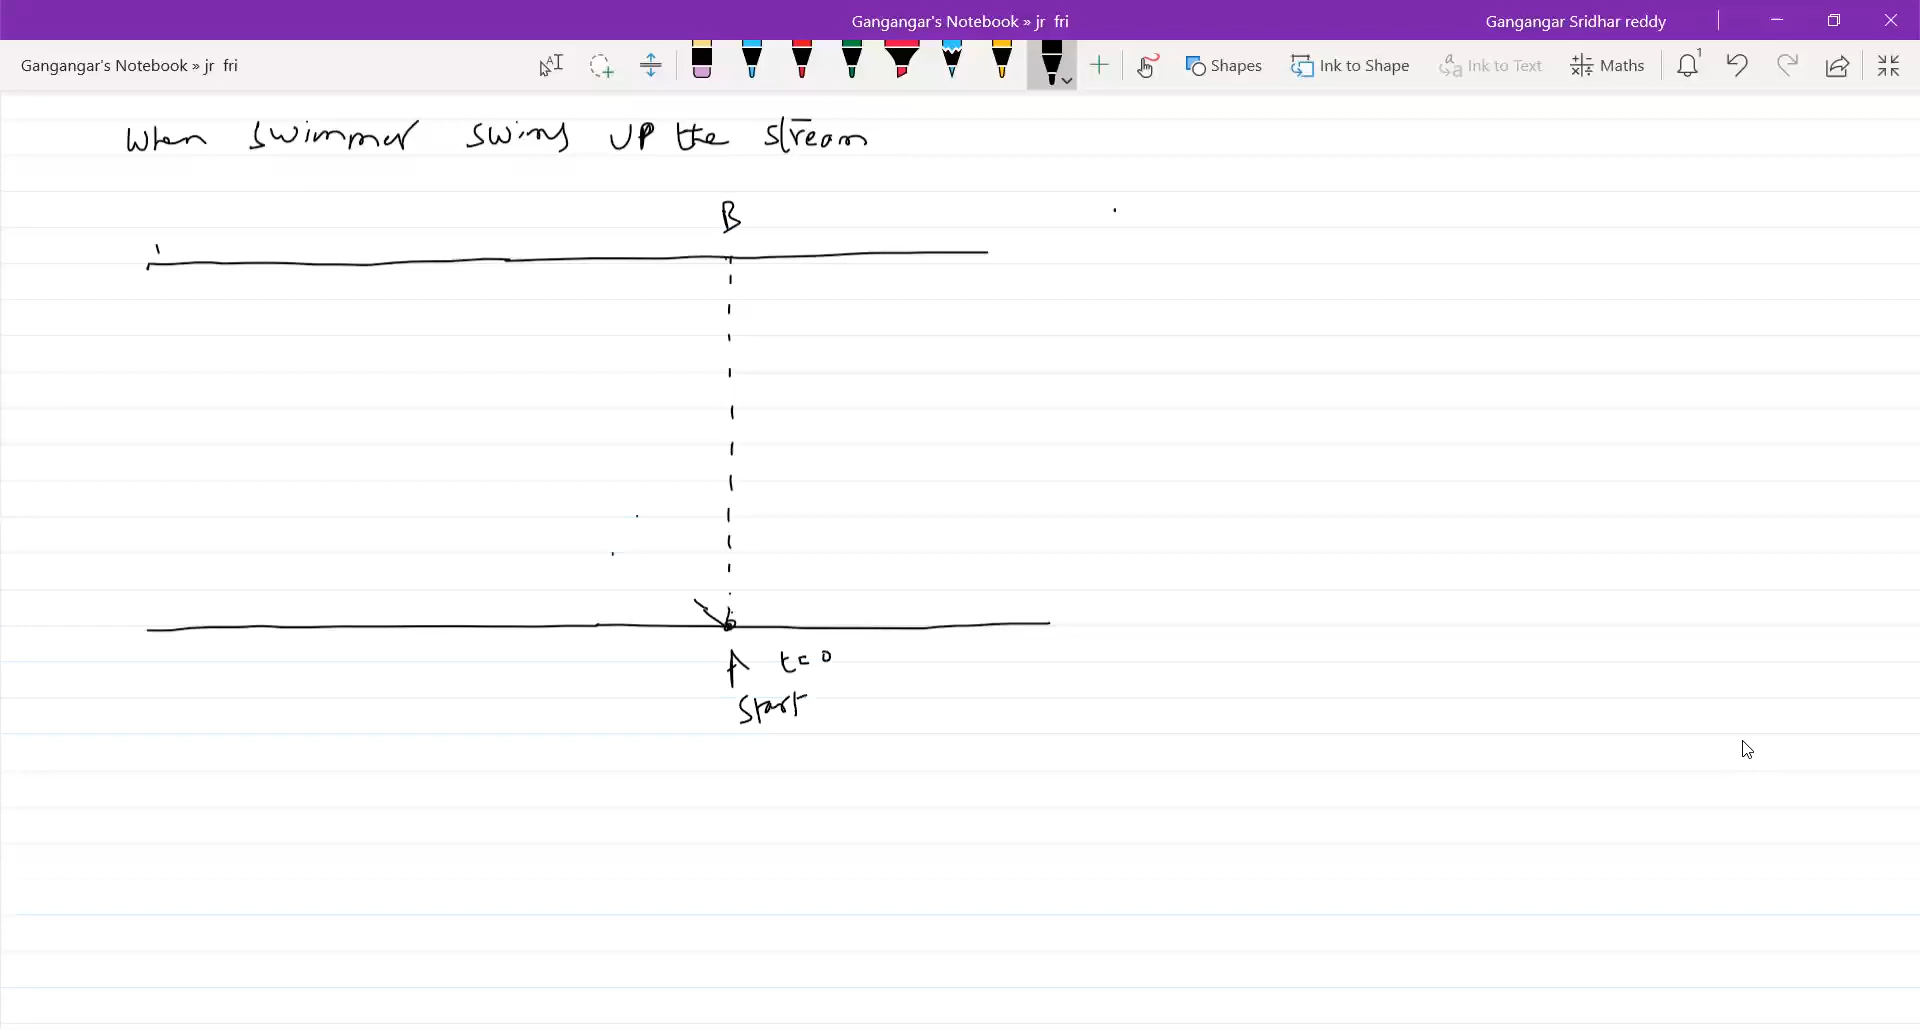 Gangangar's Notebook » jr fri
Gangangar Sridhar reddy
Gangangar's Notebook » jr fri
Shapes
Ink to Shape
Ink to Text
Maths
1
When swimmer swims up the stream
B
A t=0
Start